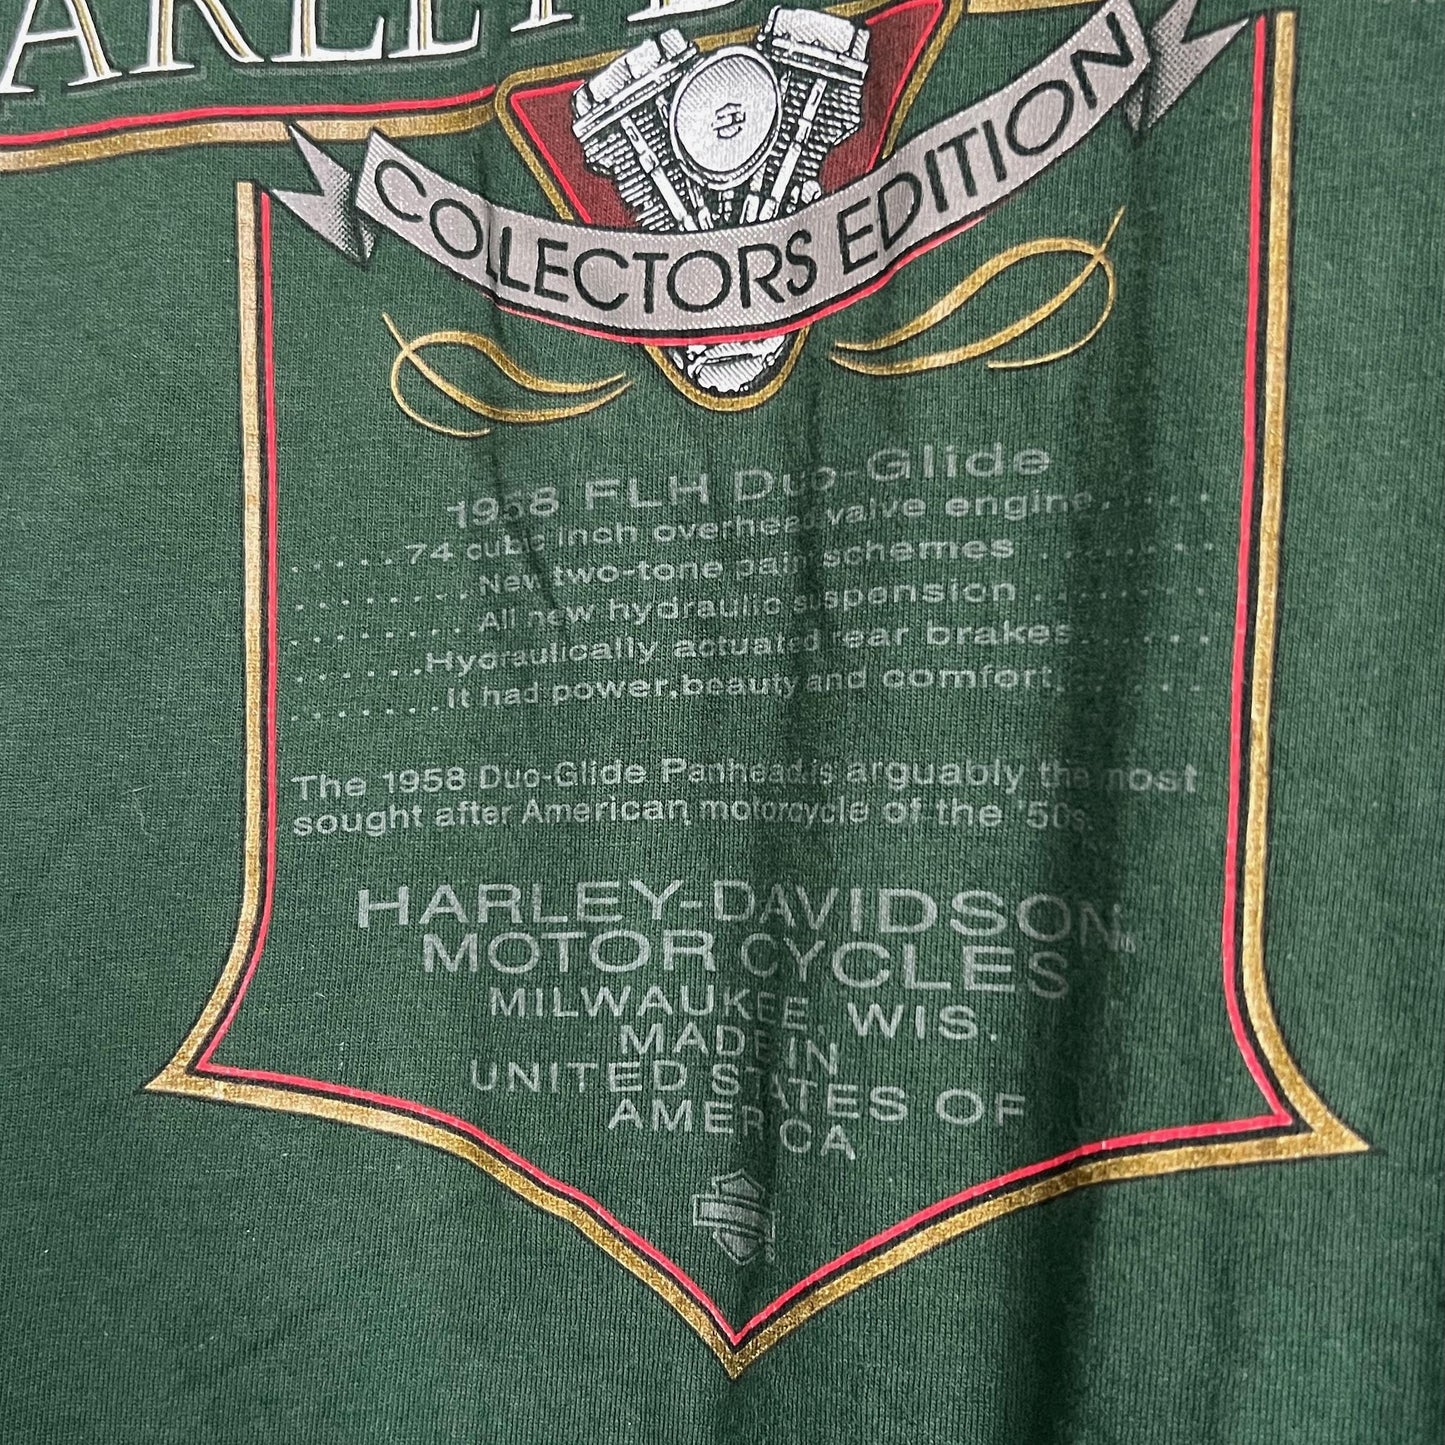 COLLECTORS EDITION
1958 FLH Duo-Glide
.....74 cubic inch overhead valve engine......
........New two-tone paint schemes ........
........All new hydraulic suspension ........
......Hydraulically actuated rear brakes......
.......It had power,beauty and comfort.......
The 1958 Duo-Glide Panhead is arguably the most
sought after American motorcycle of the '50s.
HARLEY-DAVIDSON
MOTOR CYCLES
MILWAUKEE, WIS.
MADE IN
UNITED STATES OF
AMERICA